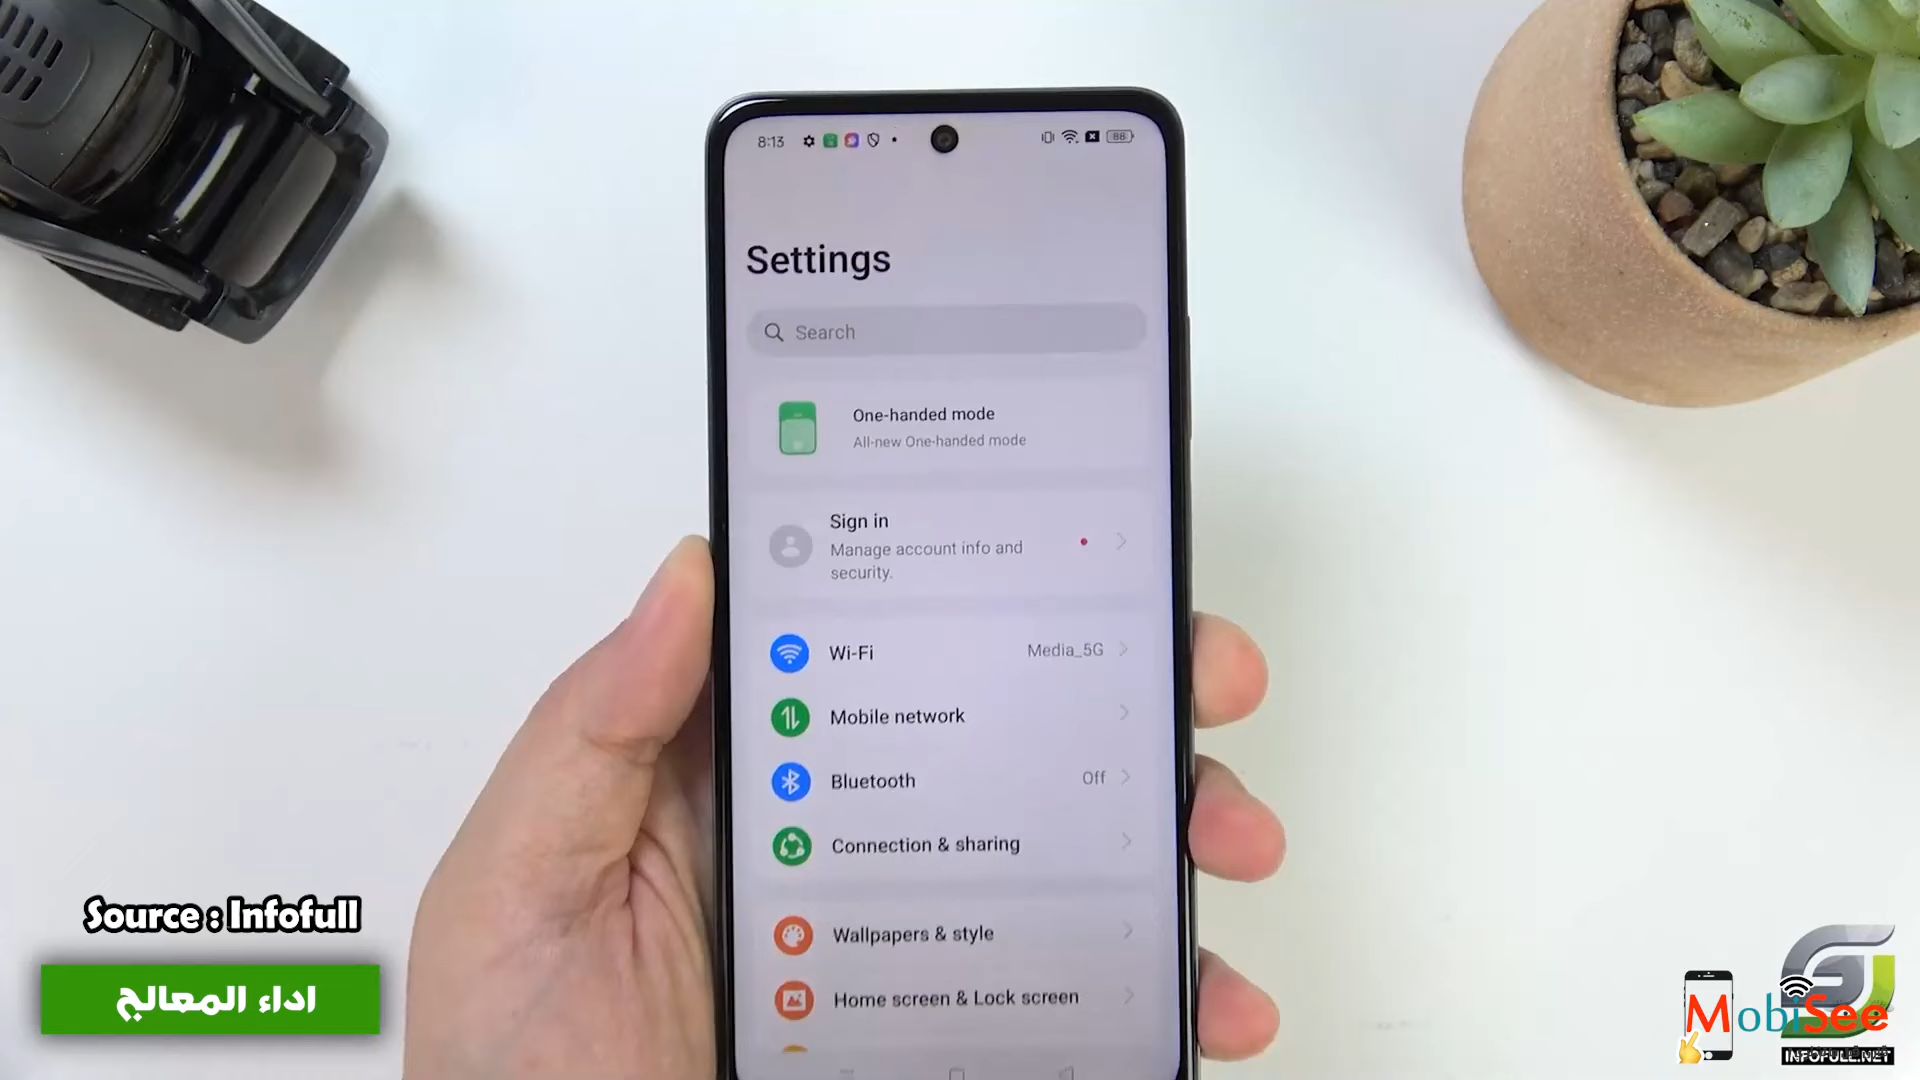 8:13
88
Settings
Search
One-handed mode
All-new One-handed mode
Sign in
Manage account info and
security.
Wi-Fi
Media_5G
Mobile network
Bluetooth
Off
Connection & sharing
Wallpapers & style
Home screen & Lock screen
Source : Infofull
اداء المعالج
MobiSee
INFOFULL.NET